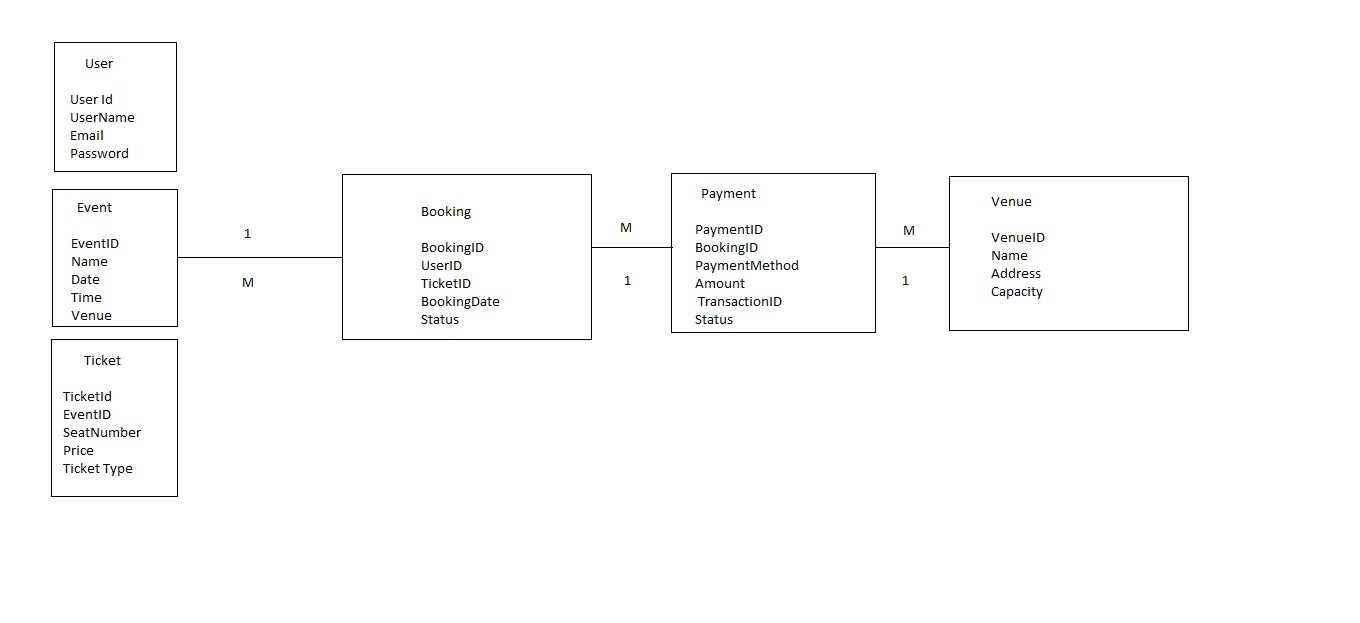 User
User Id
UserName
Email
Password
Event
EventID
Name
Date
Time
Venue
Ticket
TicketId
EventID
SeatNumber
Price
Ticket Type
1
M
Booking
BookingID
UserID
TicketID
BookingDate
Status
M
1
Payment
PaymentID
BookingID
PaymentMethod
Amount
TransactionID
Status
M
1
Venue
VenueID
Name
Address
Capacity